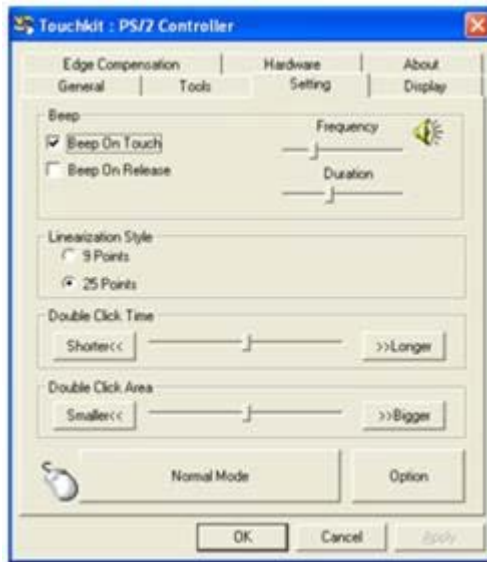 Touchkit : PS/2 Controller
Edge Compensation Hardware About
General Tools Setting Display
Beep
Beep On Touch
Beep On Release
Frequency
Duration
Linearization Style
9 Points
25 Points
Double Click Time
Shorter<< >>Longer
Double Click Area
Smaller<< >>Bigger
Normal Mode Option
OK Cancel Apply